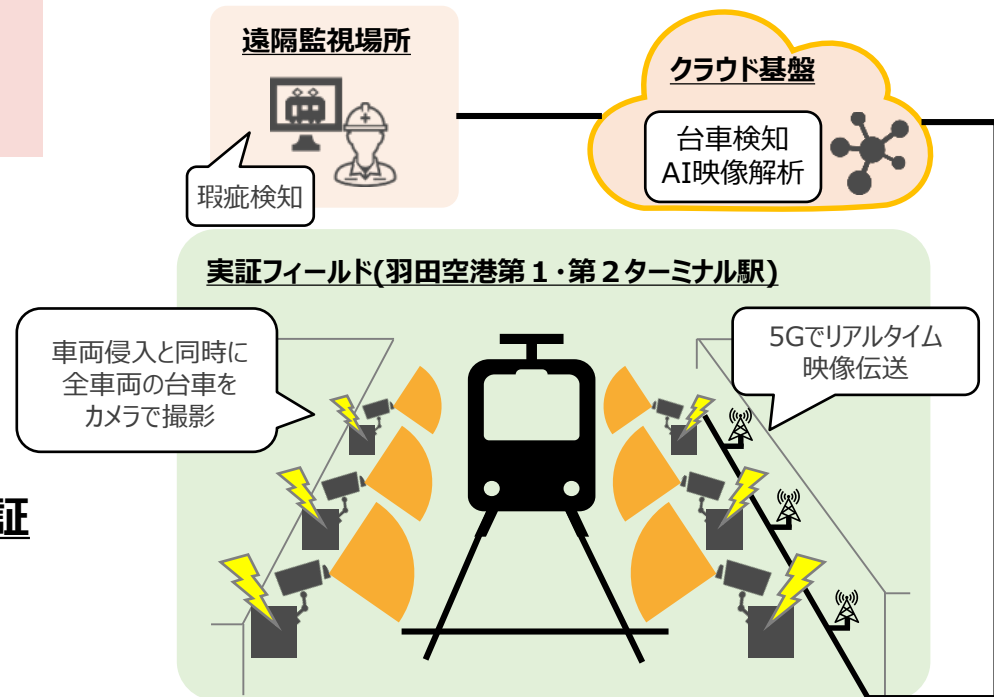 遠隔監視場所
クラウド基盤
台車検知
AI映像解析
瑕疵検知
実証フィールド(羽田空港第１・第２ターミナル駅)
車両侵入と同時に
全車両の台車を
カメラで撮影
5Gでリアルタイム
映像伝送
証